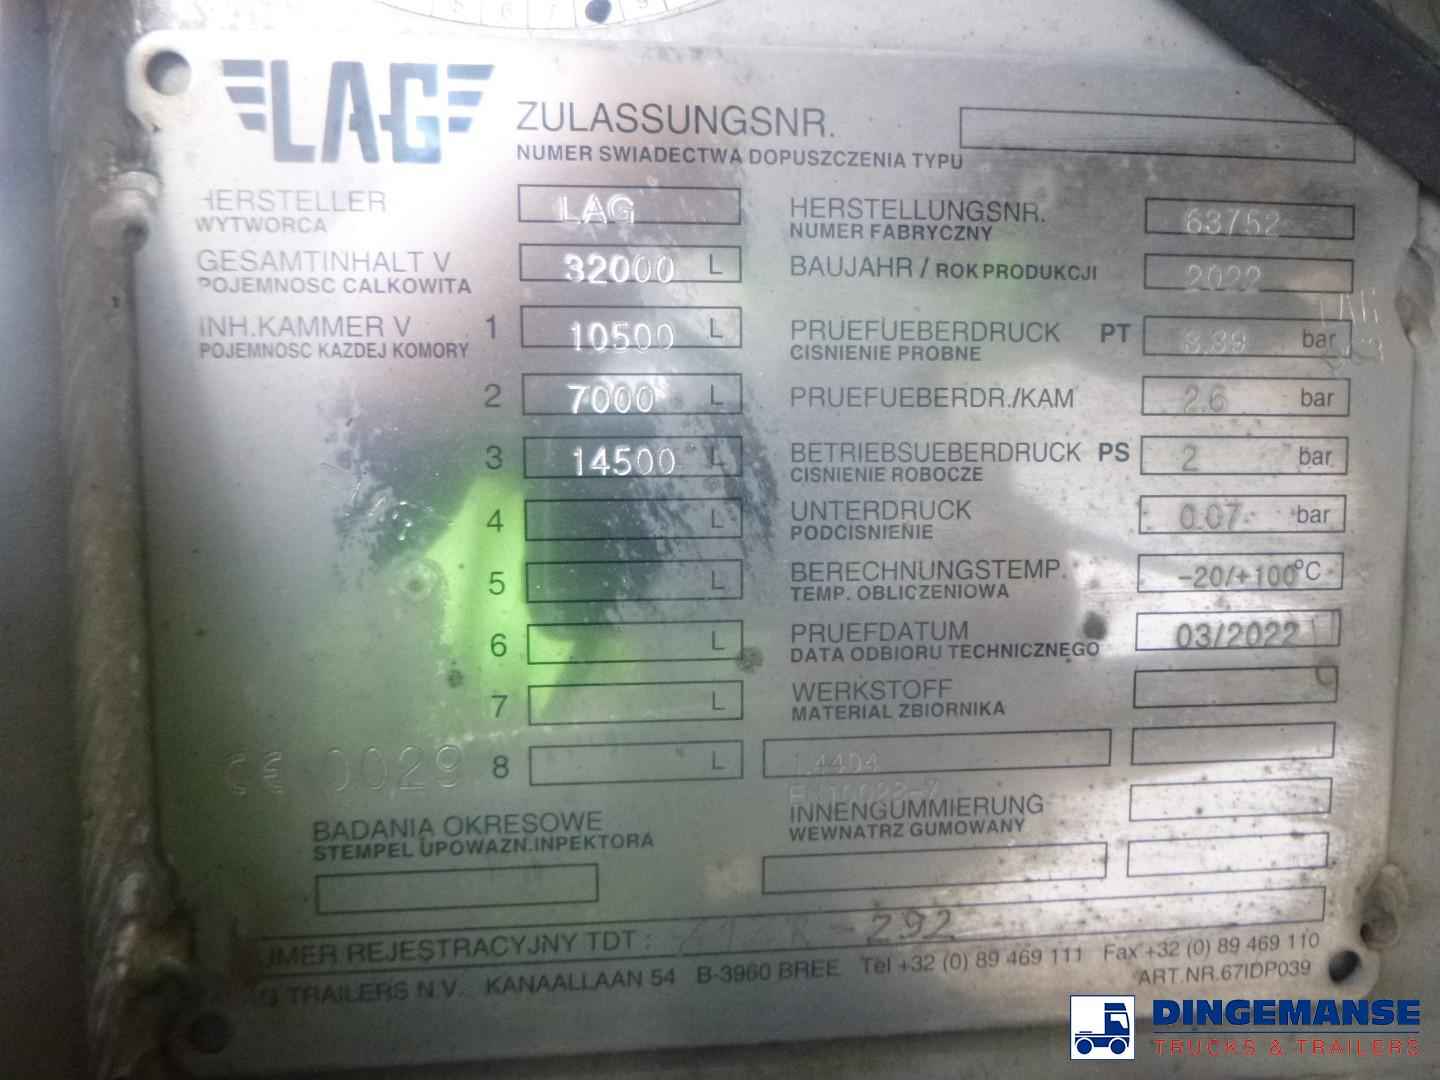 LAG
ZULASSUNGSNR.
NUMER SWIADECTWA DOPUSZCZENIA TYPU
HERSTELLER
WYTWORCA
LAG
GESAMTINHALT V
POJEMNOSC CALKOWITA
32000 L
INH.KAMMER V
POJEMNOSC KAZDEJ KOMORY
1 10500 L
2 7000 L
3 14500 L
4 L
5 L
6 L
7 L
8 L
HERSTELLUNGSNR.
NUMER FABRYCZNY
63752
BAUJAHR / ROK PRODUKCJI
2022
PRUEFUEBERDRUCK PT
CISNIENIE PROBNE
bar
PRUEFUEBERDR./KAM
2.6 bar
BETRIEBSUEBERDRUCK PS
CISNIENIE ROBOCZE
2 bar
UNTERDRUCK
PODCISNIENIE
0.07 bar
BERECHNUNGSTEMP.
TEMP. OBLICZENIOWA
-20/+100°C
PRUEFDATUM
DATA ODBIORU TECHNICZNEGO
03/2022
WERKSTOFF
MATERIAL ZBIORNIKA
1.4404
INNENGUMMIERUNG
WEWNATRZ GUMOWANY
CE 0029
BADANIA OKRESOWE
STEMPEL UPOWAZN.INPEKTORA
REJESTRACYJNY TDT : 292
TRAILERS N.V. KANAALLAAN 54 B-3960 BREE Tel +32 (0) 89 469 111 Fax +32 (0) 89 469 110
ART.NR.67IDP039
DINGEMANSE
TRUCKS & TRAILERS